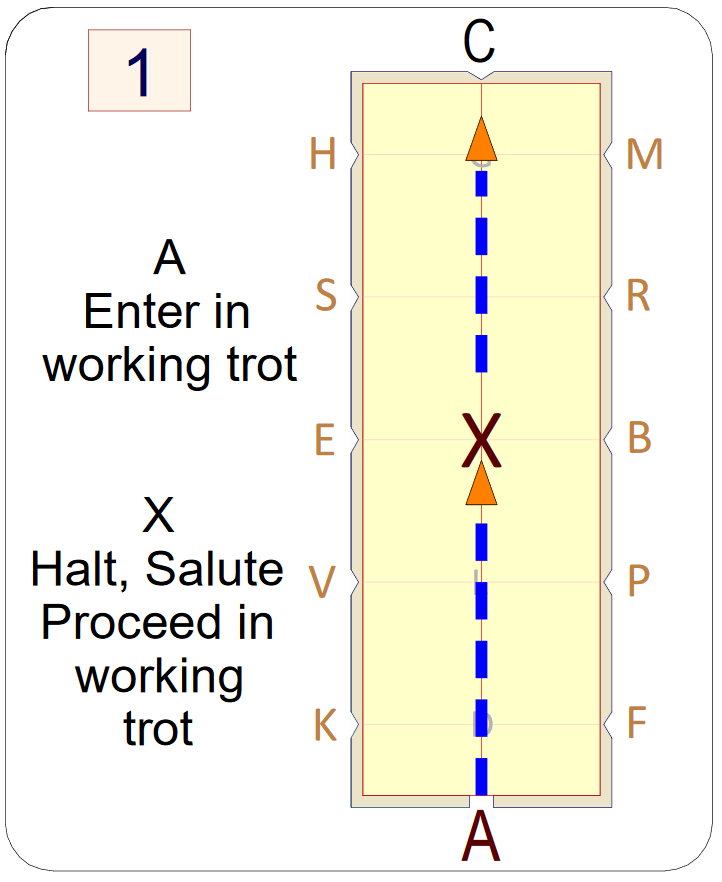 1
C
H
M
A
Enter in
working trot
S
R
E
X
B
X
Halt, Salute
Proceed in
working
trot
V
L
P
K
D
F
A